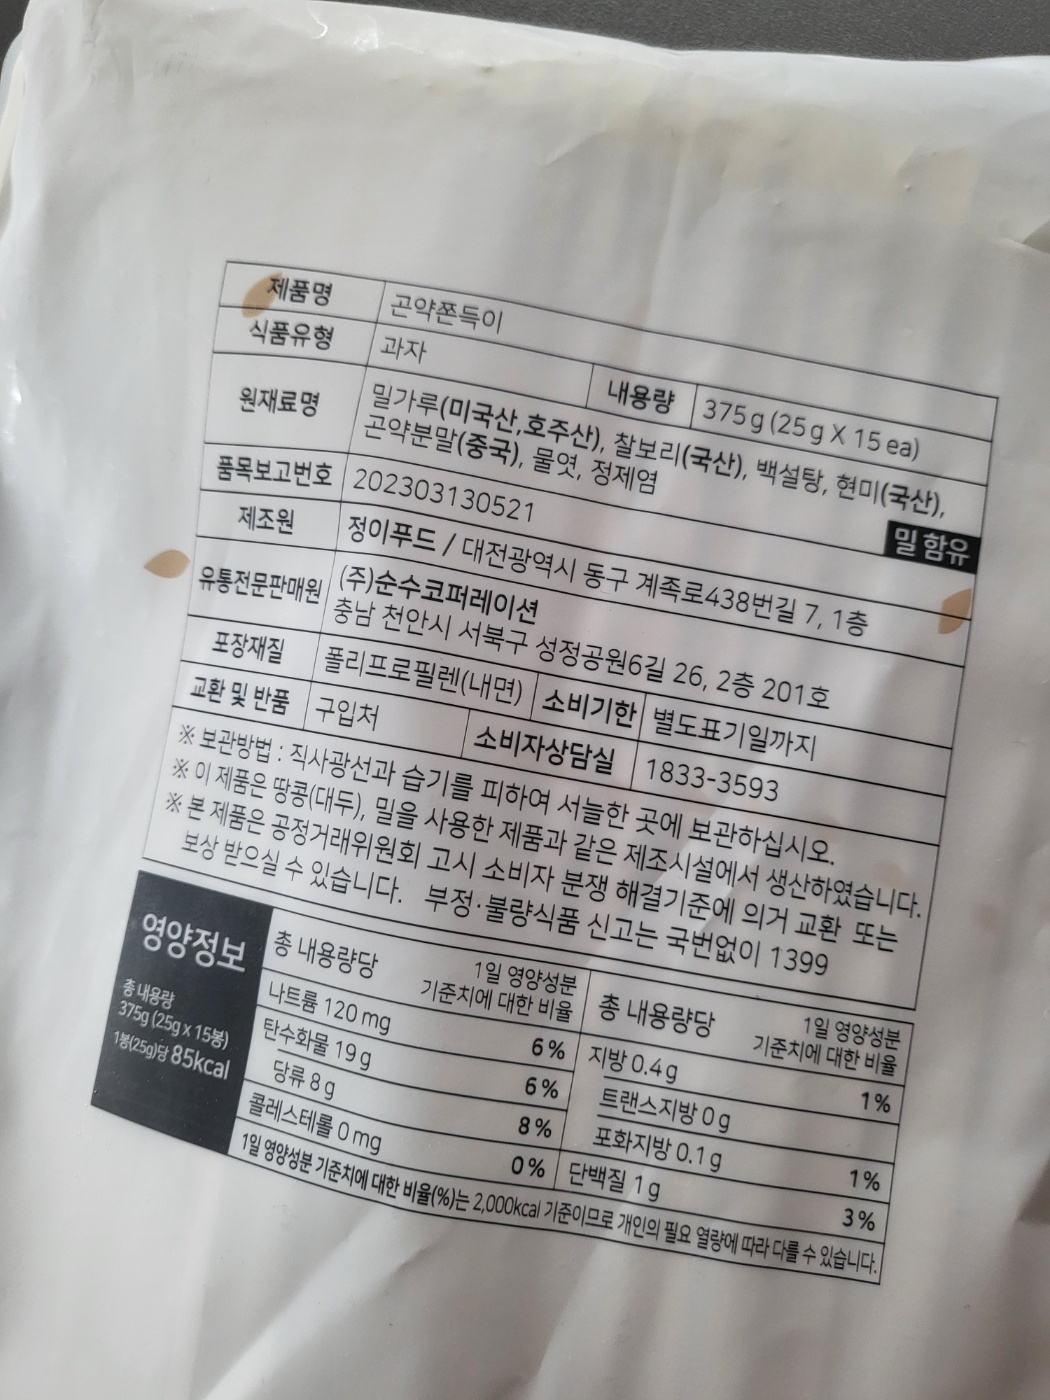 제품명 곤약쫀득이
식품유형 과자 내용량 375g(25g X 15ea)
원재료명 밀가루(미국산,호주산), 찰보리(국산), 백설탕, 현미(국산),
곤약분말(중국), 물엿, 정제염
밀 함유
품목보고번호 202303130521
제조원 정이푸드 / 대전광역시 동구 계족로438번길 7, 1층
유통전문판매원 (주)순수코퍼레이션
충남 천안시 서북구 성정공원6길 26, 2층 201호
포장재질 폴리프로필렌(내면) 소비기한 별도표기일까지
교환 및 반품 구입처 소비자상담실 1833-3593
※ 보관방법 : 직사광선과 습기를 피하여 서늘한 곳에 보관하십시오.
※ 이 제품은 땅콩(대두), 밀을 사용한 제품과 같은 제조시설에서 생산하였습니다.
※ 본 제품은 공정거래위원회 고시 소비자 분쟁 해결기준에 의거 교환 또는
보상 받으실 수 있습니다. 부정·불량식품 신고는 국번없이 1399
영양정보
총 내용량
375g (25g x 15봉)
1봉(25g)당 85kcal
총 내용량당 1일 영양성분
기준치에 대한 비율
나트륨 120 mg 6%
탄수화물 19 g 6%
당류 8 g 8%
콜레스테롤 0 mg 0%
총 내용량당 1일 영양성분
기준치에 대한 비율
지방 0.4 g 1%
트랜스지방 0 g
포화지방 0.1 g 1%
단백질 1 g 3%
1일 영양성분 기준치에 대한 비율(%)는 2,000kcal 기준이므로 개인의 필요 열량에 따라 다를 수 있습니다.